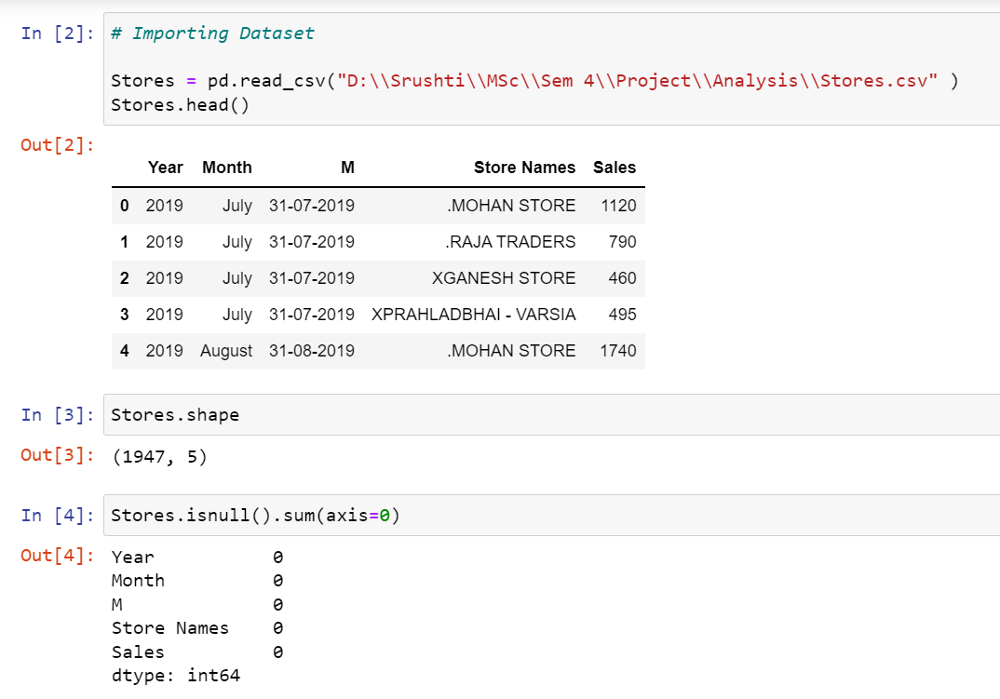 In [2]: # Importing Dataset
Stores = pd.read_csv("D:\\Srushti\\MSc\\Sem 4\\Project\\Analysis\\Stores.csv" )
Stores.head()
Out[2]:
Year Month M Store Names Sales
0 2019 July 31-07-2019 .MOHAN STORE 1120
1 2019 July 31-07-2019 .RAJA TRADERS 790
2 2019 July 31-07-2019 XGANESH STORE 460
3 2019 July 31-07-2019 XPRAHLADBHAI - VARSIA 495
4 2019 August 31-08-2019 .MOHAN STORE 1740
In [3]: Stores.shape
Out[3]: (1947, 5)
In [4]: Stores.isnull().sum(axis=0)
Out[4]: Year 0
Month 0
M 0
Store Names 0
Sales 0
dtype: int64